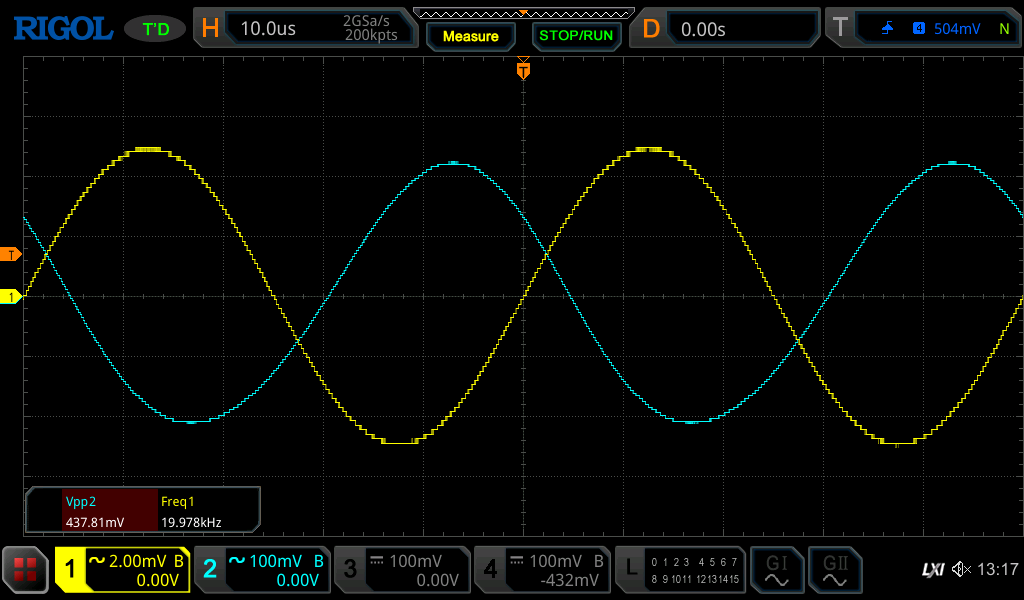 RIGOL T'D H 10.0us 2GSa/s 200kpts Measure STOP/RUN D 0.00s T 4 504mV N
T
T
1
Vpp2 Freq1
437.81mV 19.978kHz
1 2.00mV B 0.00V
2 100mV B 0.00V
3 100mV 0.00V
4 100mV B -432mV
L 0 1 2 3 4 5 6 7
8 9 10 11 12 13 14 15
GI GII
LXI 13:17